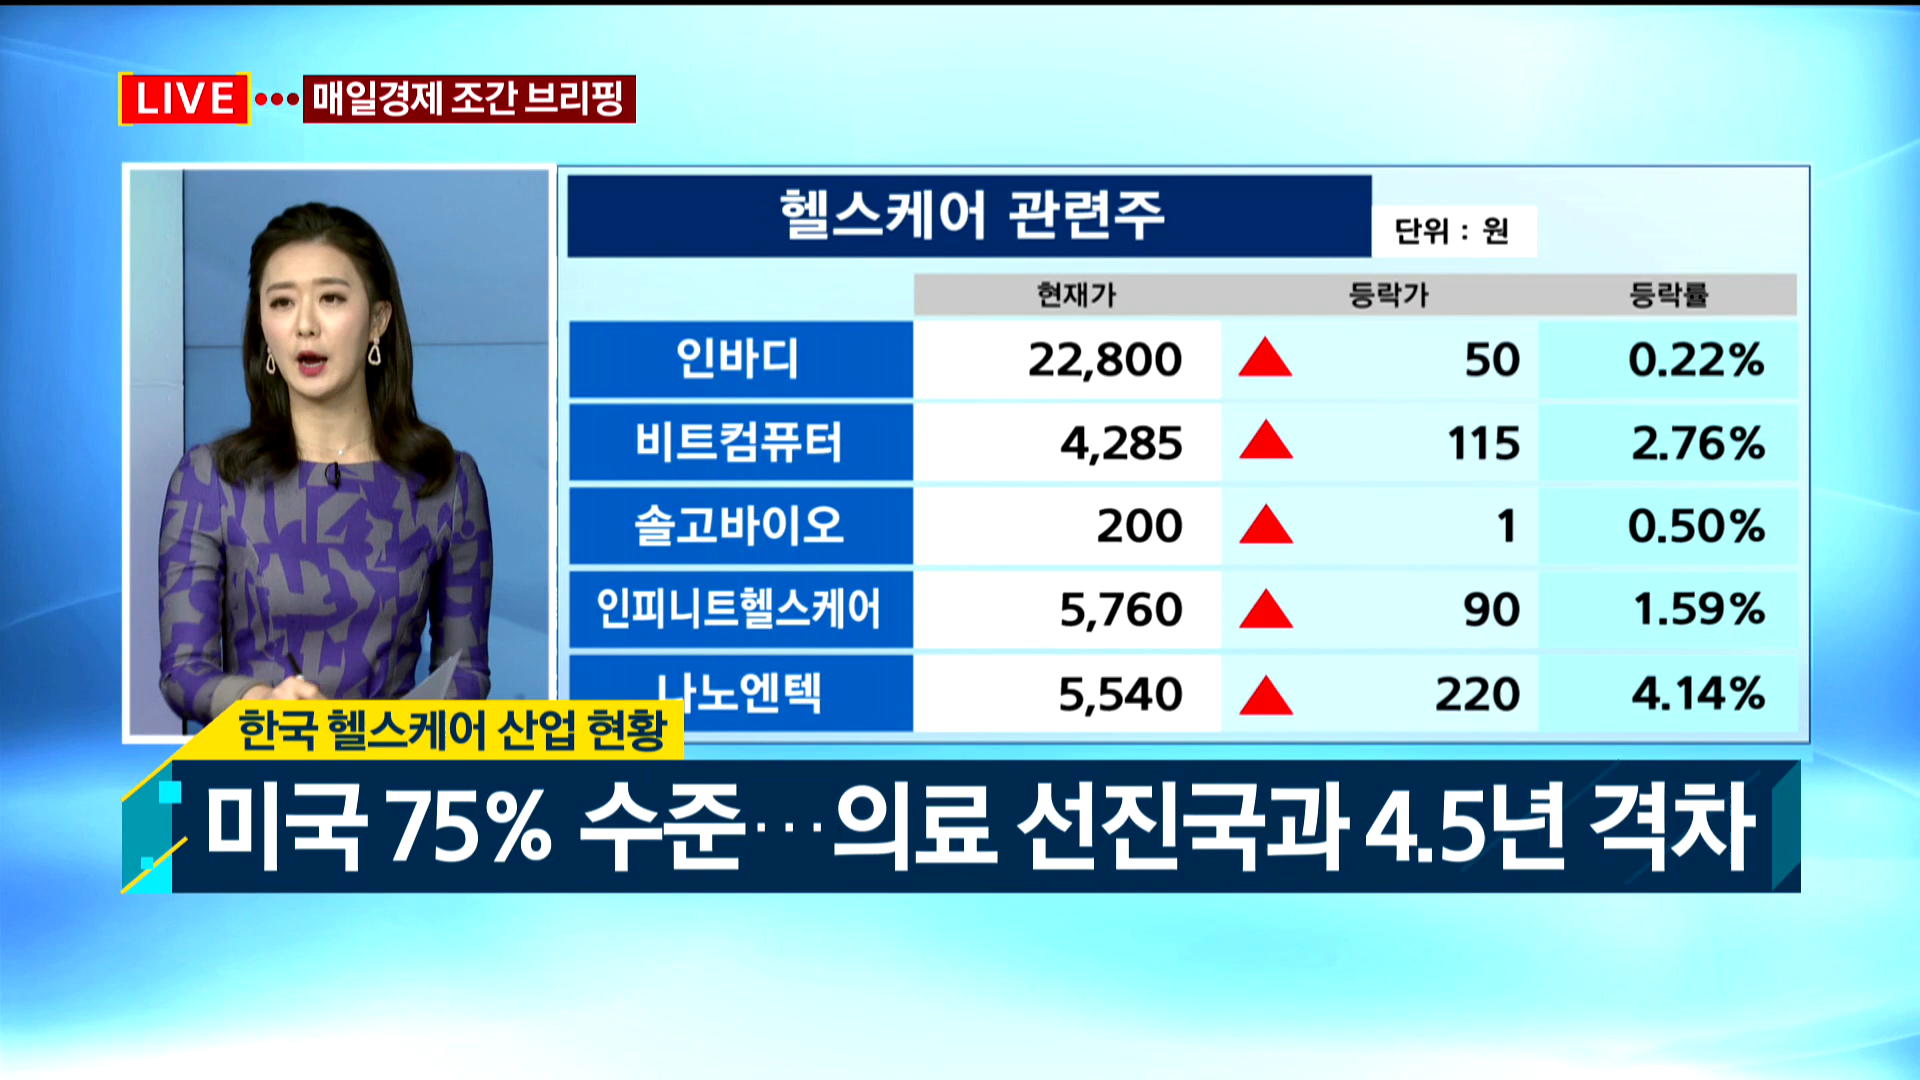 LIVE 매일경제 조간 브리핑
헬스케어 관련주
단위 : 원
현재가 등락가 등락률
인바디 22,800 ▲ 50 0.22%
비트컴퓨터 4,285 ▲ 115 2.76%
솔고바이오 200 ▲ 1 0.50%
인피니트헬스케어 5,760 ▲ 90 1.59%
나노엔텍 5,540 ▲ 220 4.14%
한국 헬스케어 산업 현황
미국 75% 수준…의료 선진국과 4.5년 격차